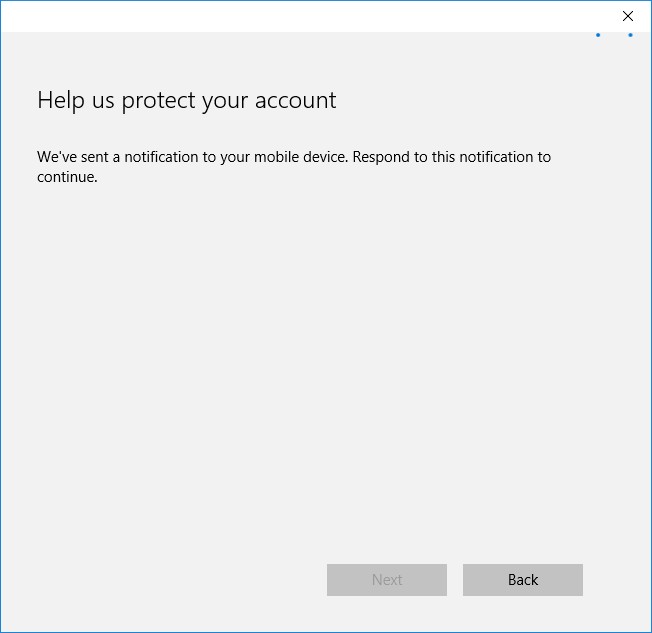 Help us protect your account
We've sent a notification to your mobile device. Respond to this notification to
continue.
Next
Back